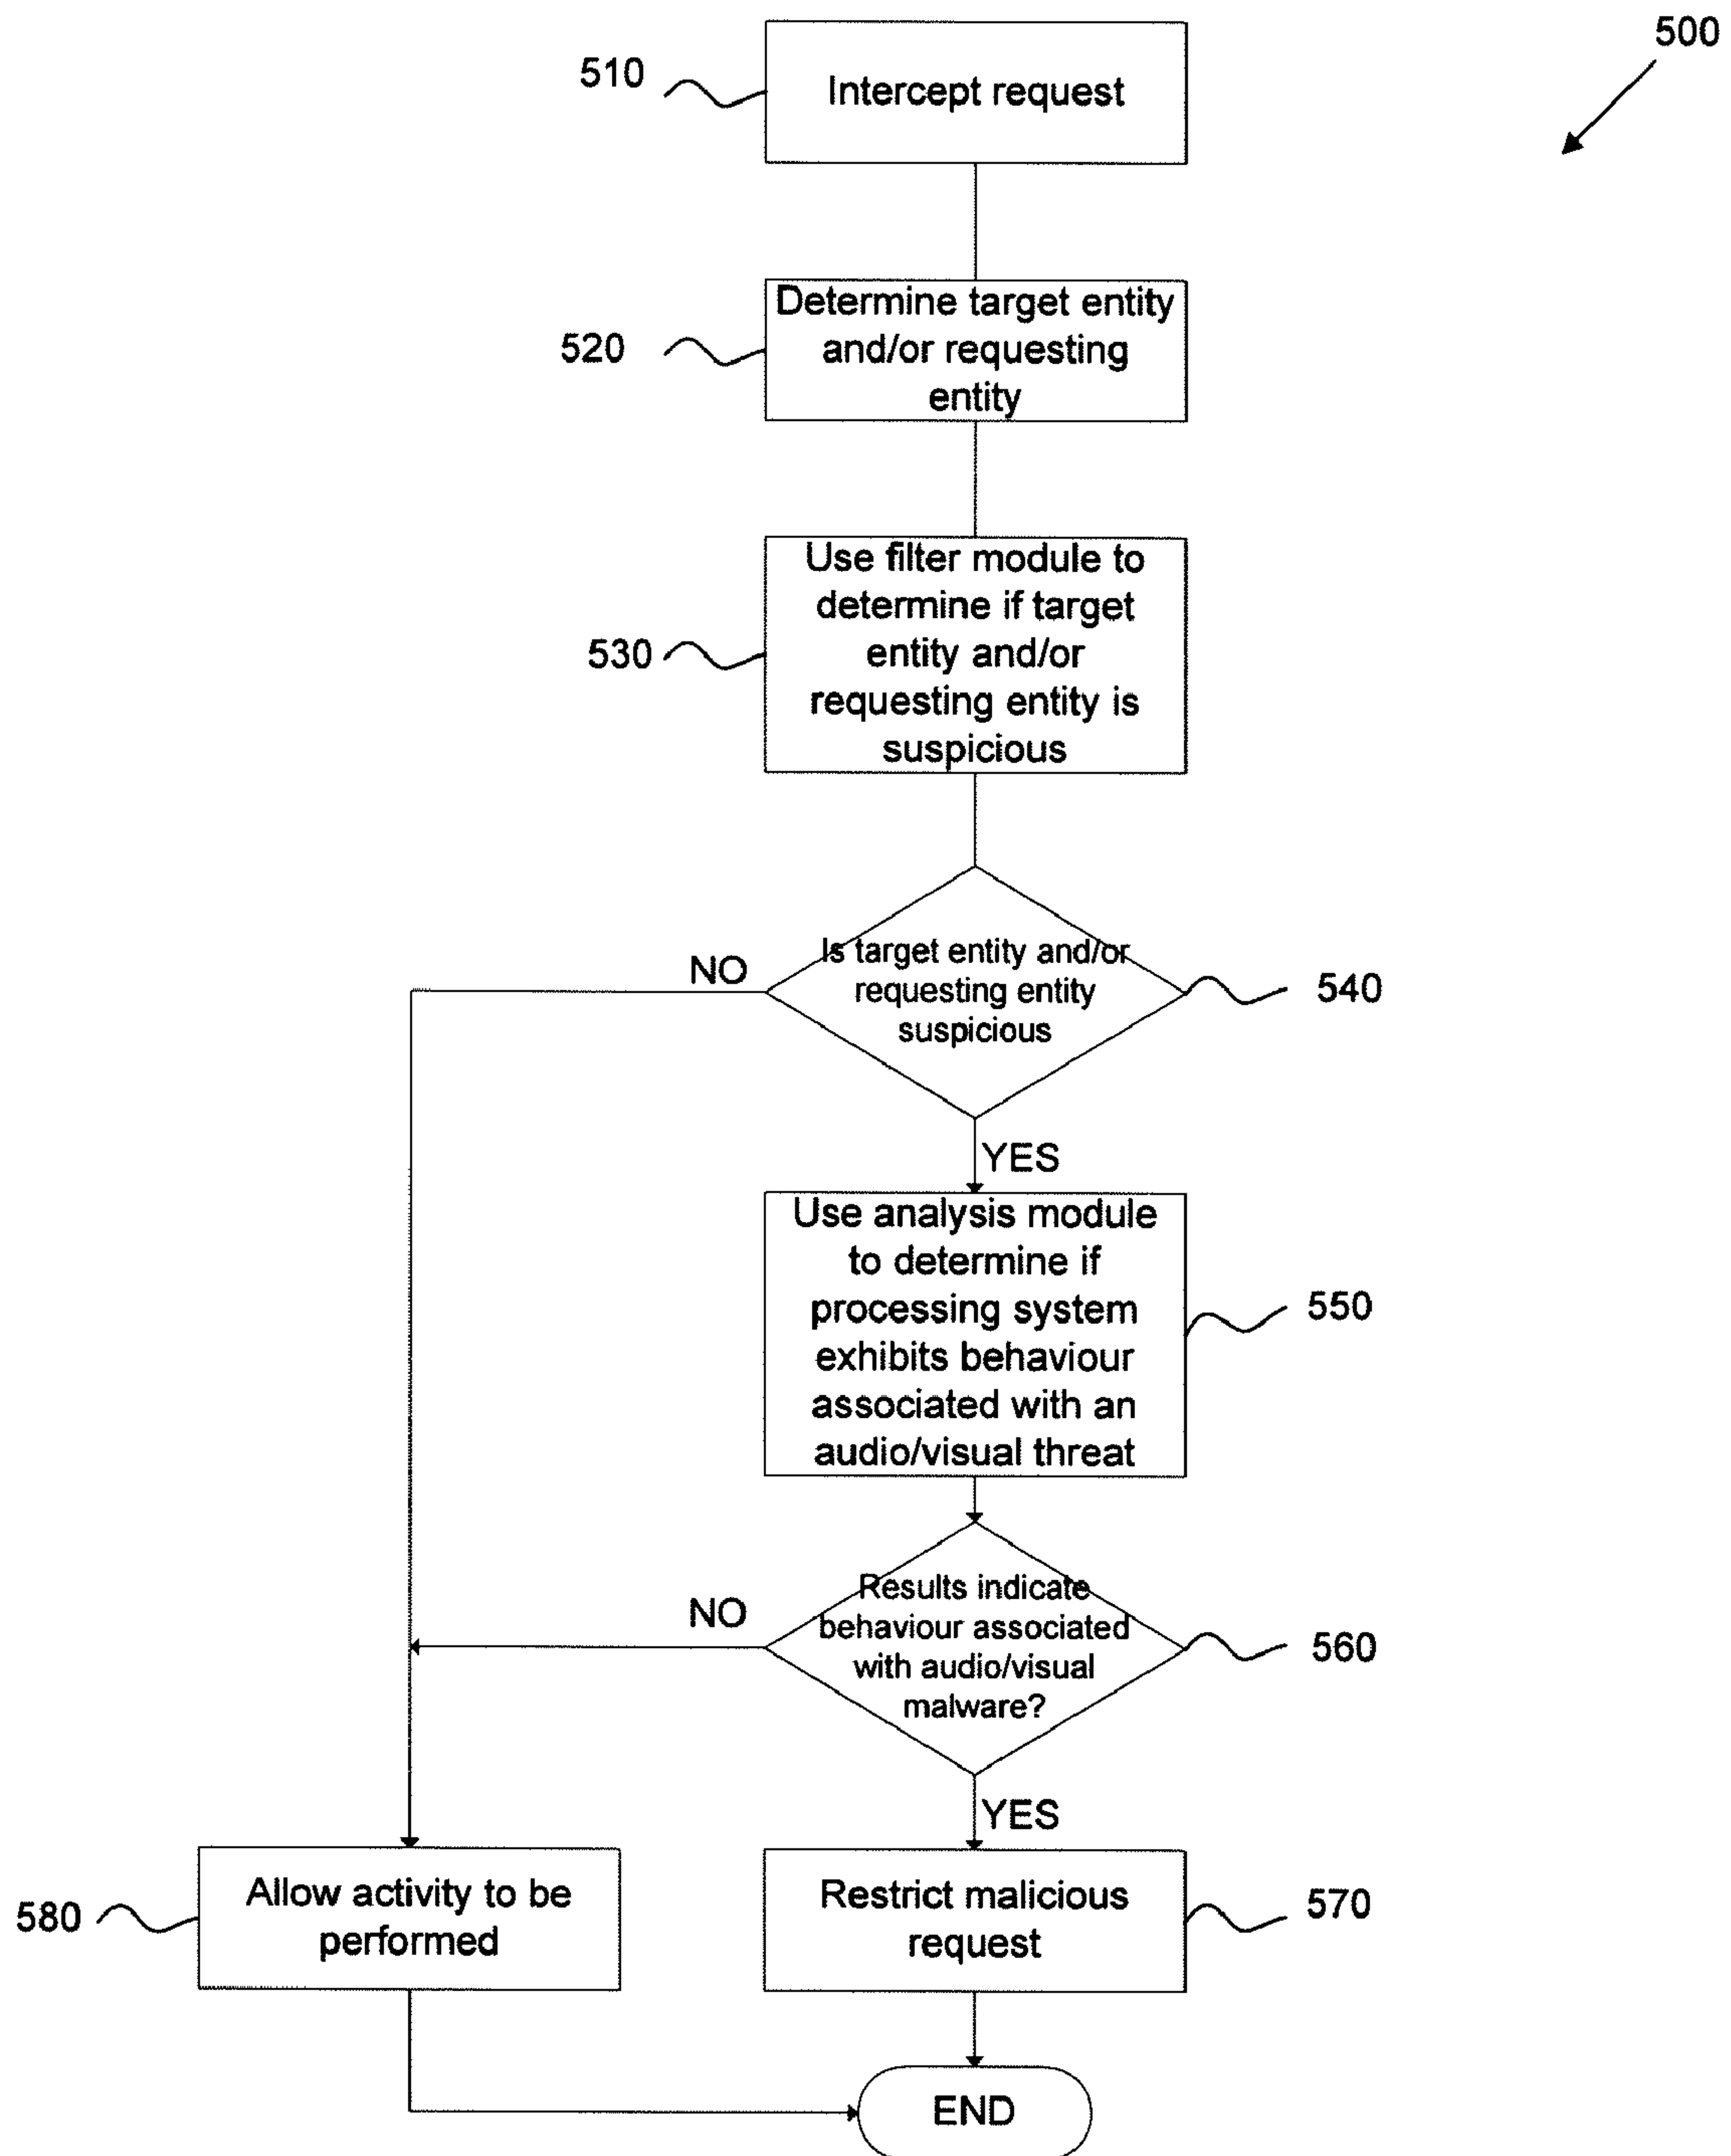 500
510
Intercept request
Determine target entity
and/or requesting
entity
520
Use filter module to
determine if target
entity and/or
requesting entity is
suspicious
530
Is target entity and/or
requesting entity
suspicious
540
NO
YES
Use analysis module
to determine if
processing system
exhibits behaviour
associated with an
audio/visual threat
550
Results indicate
behaviour associated
with audio/visual
malware?
560
NO
YES
580
Allow activity to be
performed
Restrict malicious
request
570
END